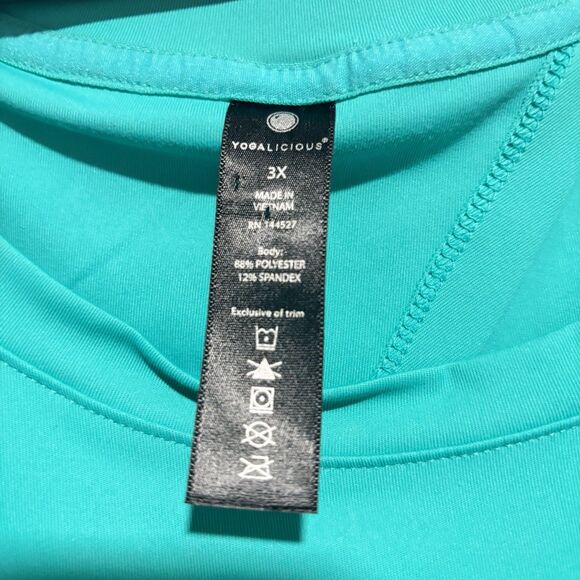 YOGALICIOUS®
3X
MADE IN
VIETNAM
RN 144527
Body:
88% POLYESTER
12% SPANDEX
Exclusive of trim